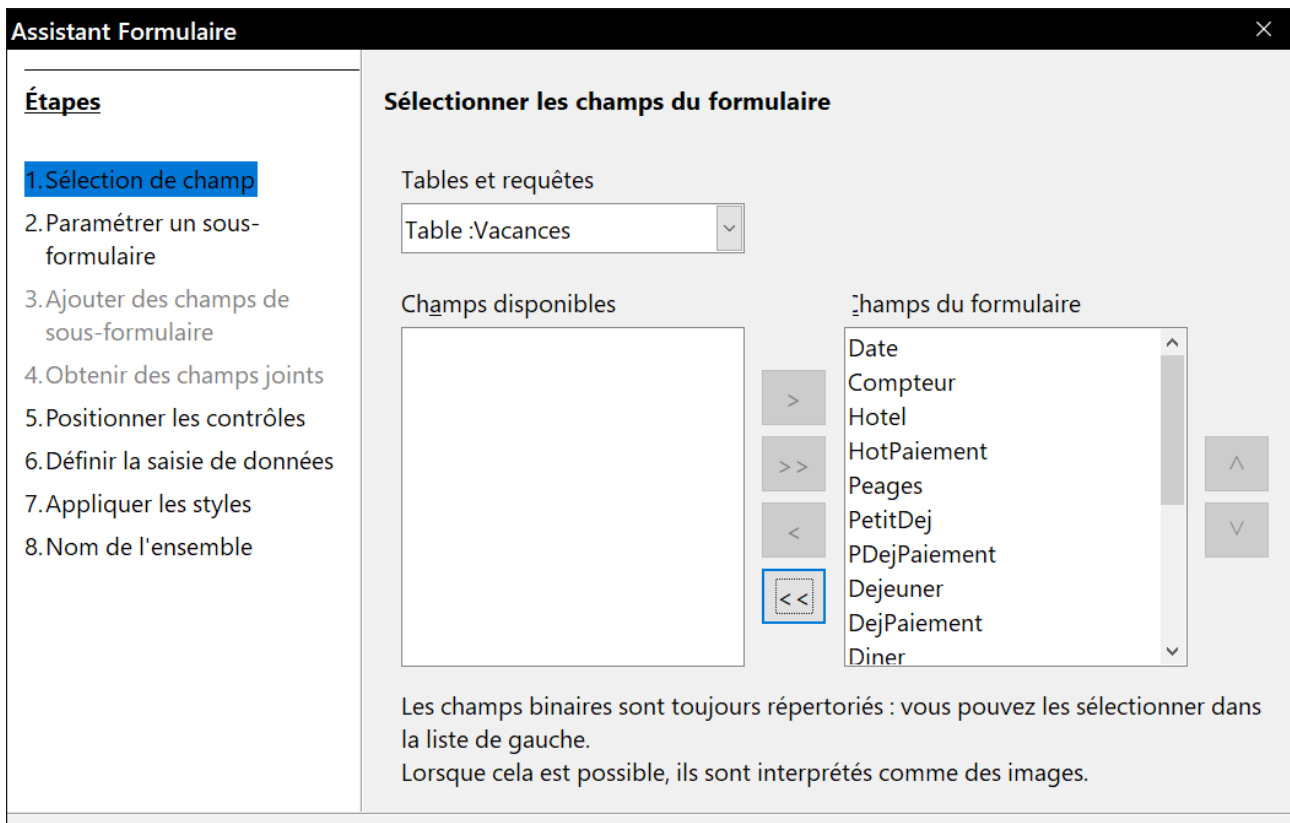 Assistant Formulaire
Étapes
1. Sélection de champ
2. Paramétrer un sous-
formulaire
3. Ajouter des champs de
sous-formulaire
4. Obtenir des champs joints
5. Positionner les contrôles
6. Définir la saisie de données
7. Appliquer les styles
8. Nom de l'ensemble
Sélectionner les champs du formulaire
Tables et requêtes
Table :Vacances
Champs disponibles
>
>>
<
<<
Champs du formulaire
Date
Compteur
Hotel
HotPaiement
Peages
PetitDej
PDejPaiement
Dejeuner
DejPaiement
Diner
Les champs binaires sont toujours répertoriés : vous pouvez les sélectionner dans
la liste de gauche.
Lorsque cela est possible, ils sont interprétés comme des images.